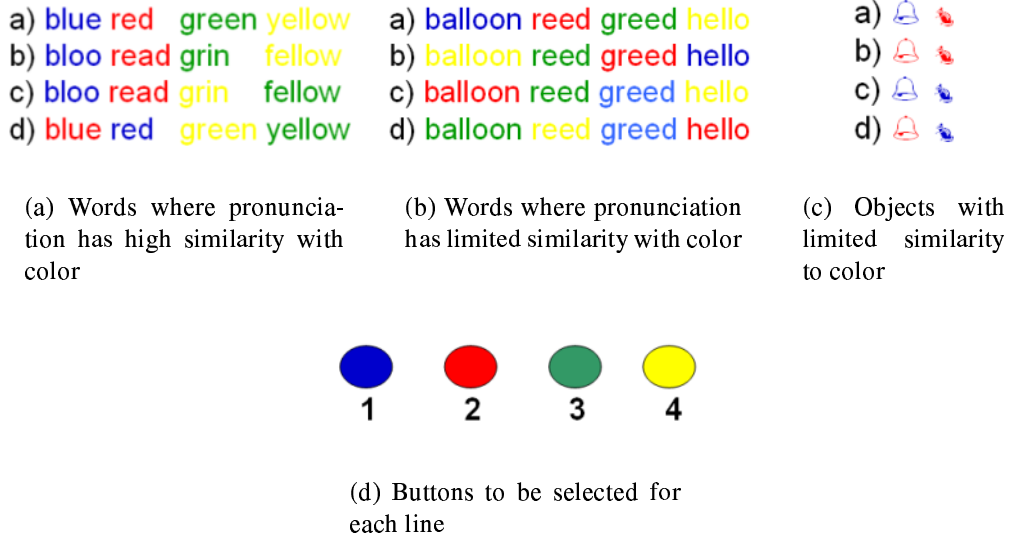 a) blue red green yellow
b) bloo read grin fellow
c) bloo read grin fellow
d) blue red green yellow
(a) Words where pronuncia-
tion has high similarity with
color
a) balloon reed greed hello
b) balloon reed greed hello
c) balloon reed greed hello
d) balloon reed greed hello
(b) Words where pronunciation
has limited similarity with color
a)
b)
c)
d)
(c) Objects with
limited similarity
to color
1 2 3 4
(d) Buttons to be selected for
each line